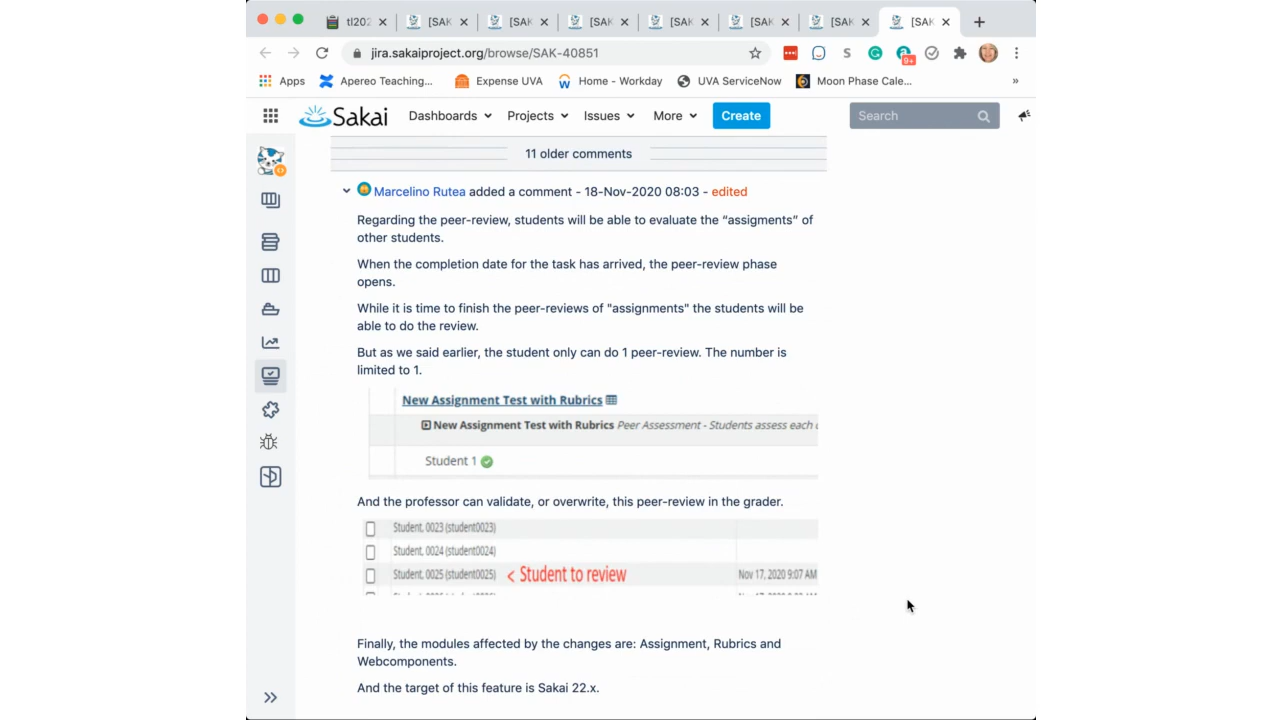 tl202
[SAK
[SAK
[SAK
[SAK
[SAK
[SAK
[SAK
jira.sakaiproject.org/browse/SAK-40851
S
9+
Apps
Apereo Teaching...
Expense UVA
Home - Workday
UVA ServiceNow
Moon Phase Cale...
»
Sakai
Dashboards
Projects
Issues
More
Create
Search
11 older comments
Marcelino Rutea added a comment - 18-Nov-2020 08:03 - edited
Regarding the peer-review, students will be able to evaluate the “assigments” of
other students.
When the completion date for the task has arrived, the peer-review phase
opens.
While it is time to finish the peer-reviews of "assignments" the students will be
able to do the review.
But as we said earlier, the student only can do 1 peer-review. The number is
limited to 1.
New Assignment Test with Rubrics
New Assignment Test with Rubrics Peer Assessment - Students assess each
Student 1
And the professor can validate, or overwrite, this peer-review in the grader.
Student, 0023 (student0023)
Student, 0024 (student0024)
Student, 0025 (student0025) < Student to review Nov 17, 2020 9:07 AM
Finally, the modules affected by the changes are: Assignment, Rubrics and
Webcomponents.
And the target of this feature is Sakai 22.x.